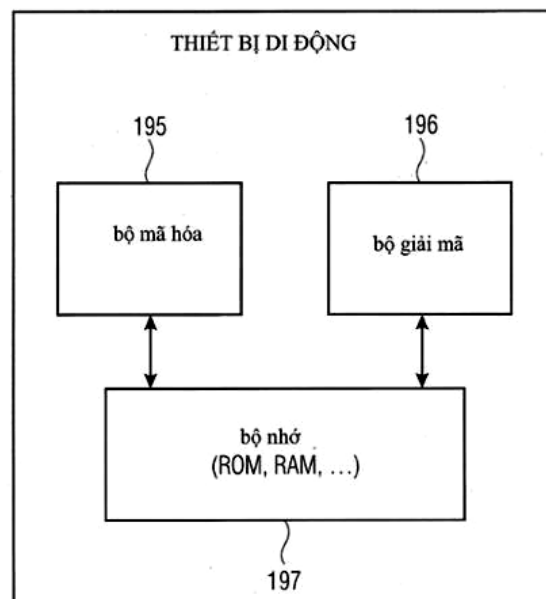 THIẾT BỊ DI ĐỘNG
195
196
bộ mã hóa
bộ giải mã
bộ nhớ
(ROM, RAM, ...)
197